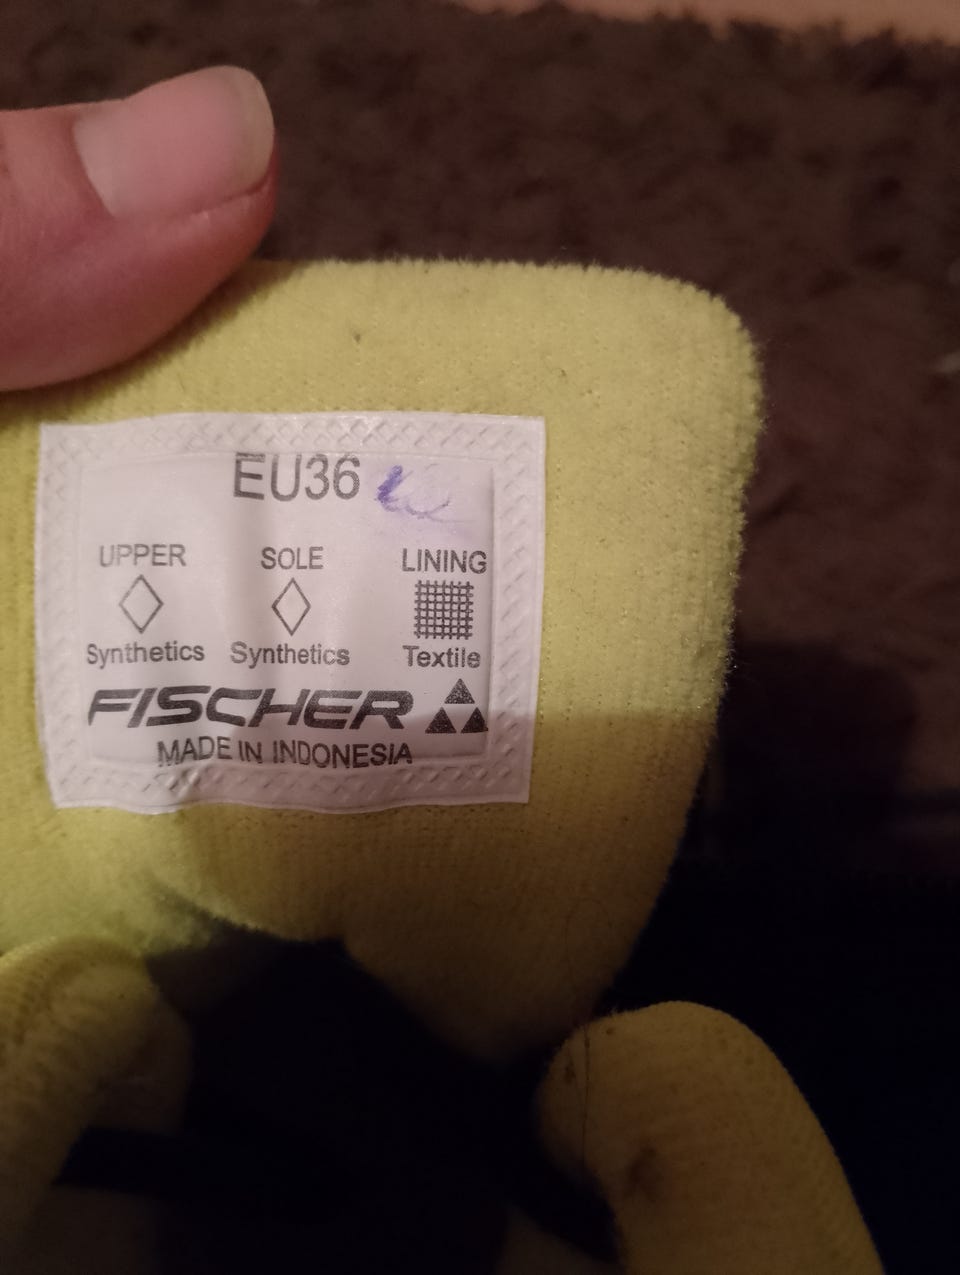 EU36
UPPER SOLE LINING
Synthetics Synthetics Textile
FISCHER
MADE IN INDONESIA